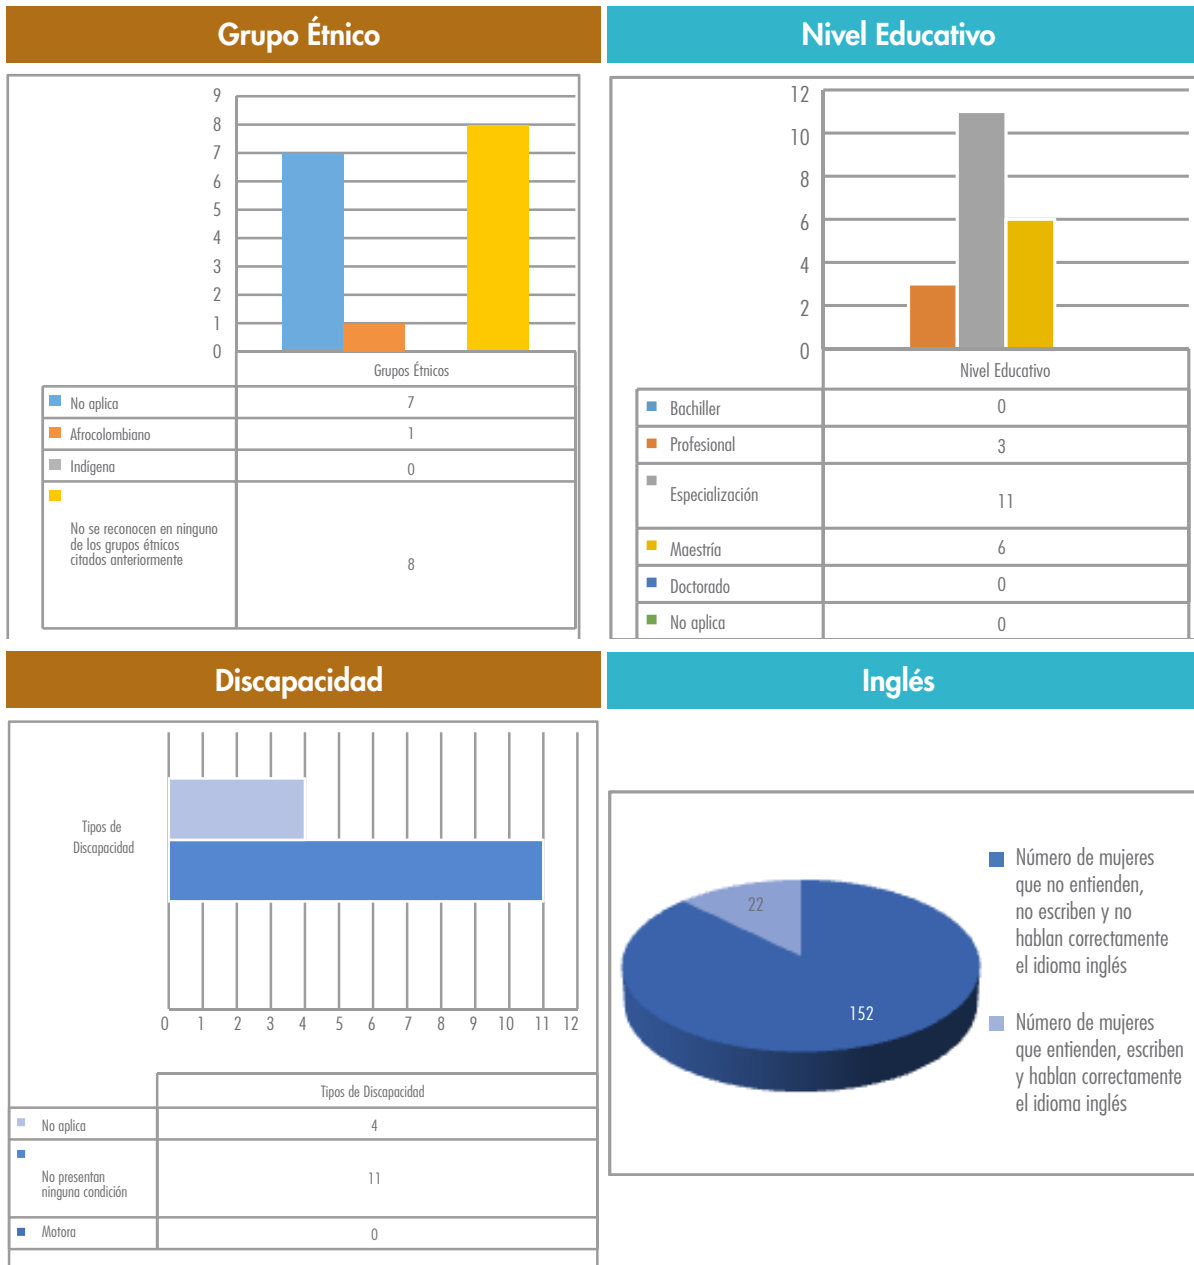 Grupo Étnico
9
8
7
6
5
4
3
2
1
0
Grupos Étnicos
No aplica 7
Afrocolombiano 1
Indígena 0
No se reconocen en ninguno
de los grupos étnicos
citados anteriormente
8
Nivel Educativo
12
10
8
6
4
2
0
Nivel Educativo
Bachiller 0
Profesional 3
Especialización 11
Maestría 6
Doctorado 0
No aplica 0
Discapacidad
Tipos de
Discapacidad
0 1 2 3 4 5 6 7 8 9 10 11 12
Tipos de Discapacidad
No aplica 4
No presentan
ninguna condición
11
Motora 0
Inglés
22
152
Número de mujeres
que no entienden,
no escriben y no
hablan correctamente
el idioma inglés
Número de mujeres
que entienden, escriben
y hablan correctamente
el idioma inglés